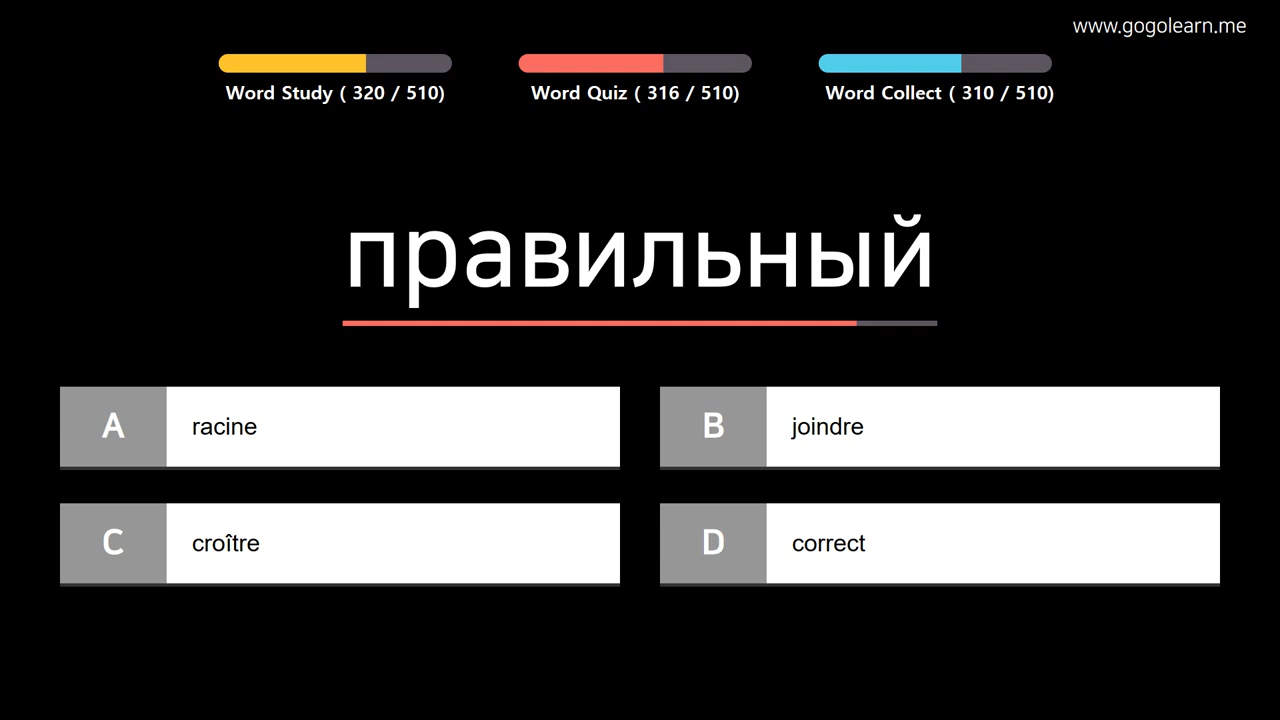 www.gogolearn.me
Word Study ( 320 / 510)
Word Quiz ( 316 / 510)
Word Collect ( 310 / 510)
правильный
A racine
B joindre
C croître
D correct